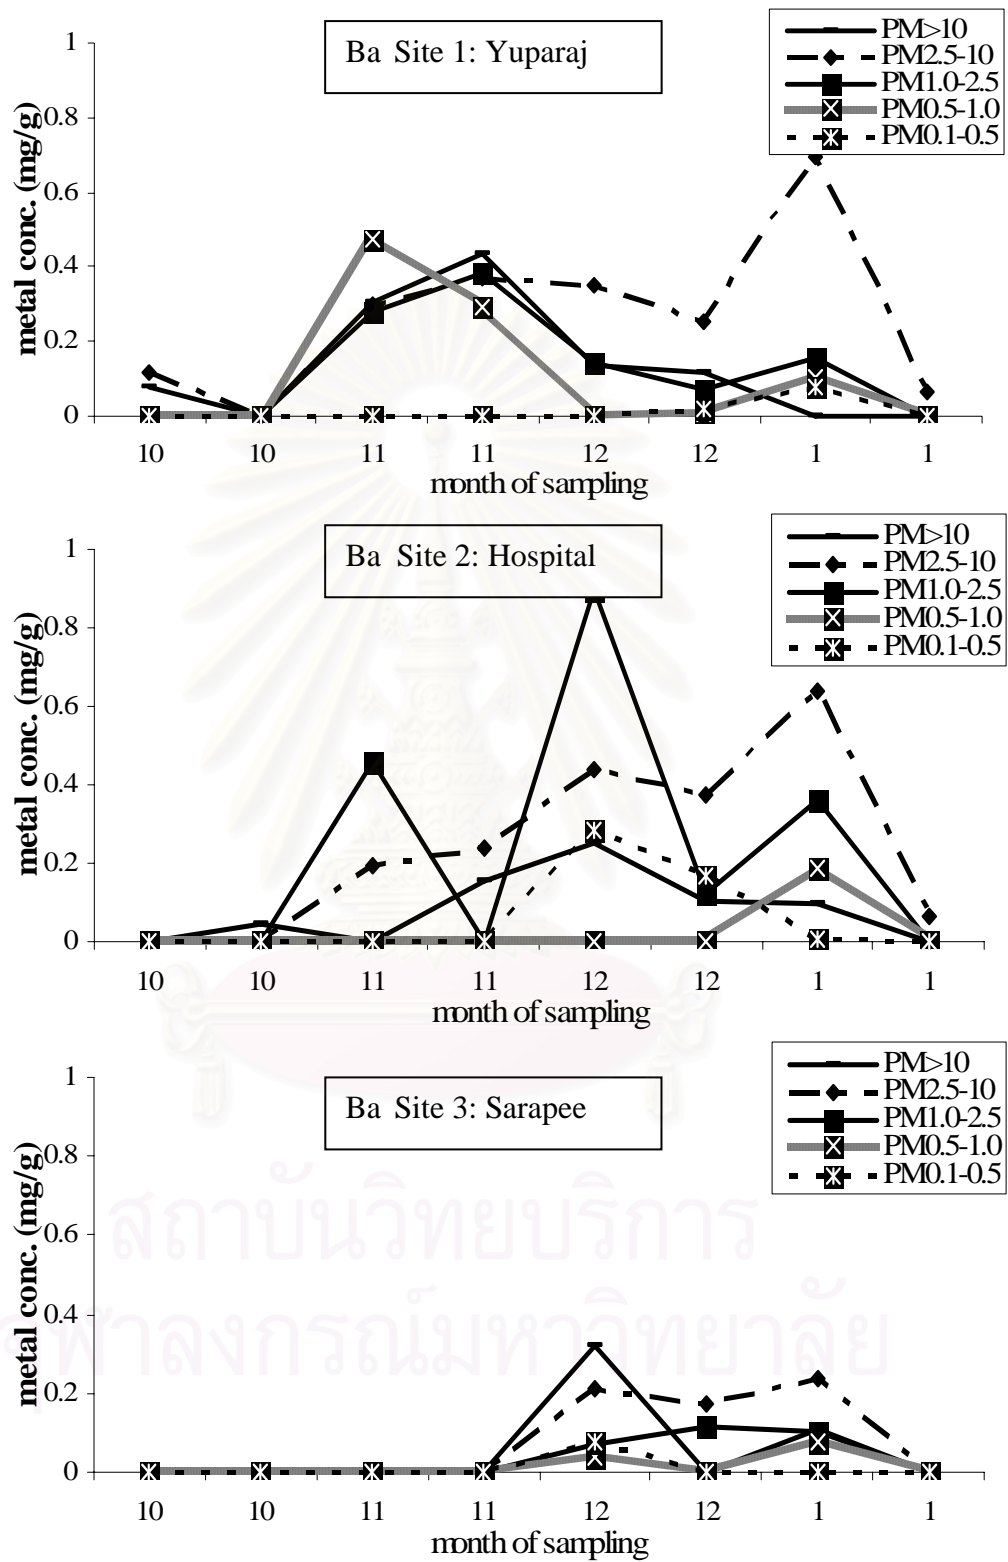 Ba Site 1: Yuparaj
PM>10
PM2.5-10
PM1.0-2.5
PM0.5-1.0
PM0.1-0.5
metal conc. (mg/g)
1
0.8
0.6
0.4
0.2
0
10 10 11 11 12 12 1 1
month of sampling
Ba Site 2: Hospital
PM>10
PM2.5-10
PM1.0-2.5
PM0.5-1.0
PM0.1-0.5
metal conc. (mg/g)
1
0.8
0.6
0.4
0.2
0
10 10 11 11 12 12 1 1
month of sampling
Ba Site 3: Sarapee
PM>10
PM2.5-10
PM1.0-2.5
PM0.5-1.0
PM0.1-0.5
metal conc. (mg/g)
1
0.8
0.6
0.4
0.2
0
10 10 11 11 12 12 1 1
month of sampling
สถาบันวิทยบริการ
จุฬาลงกรณ์มหาวิทยาลัย